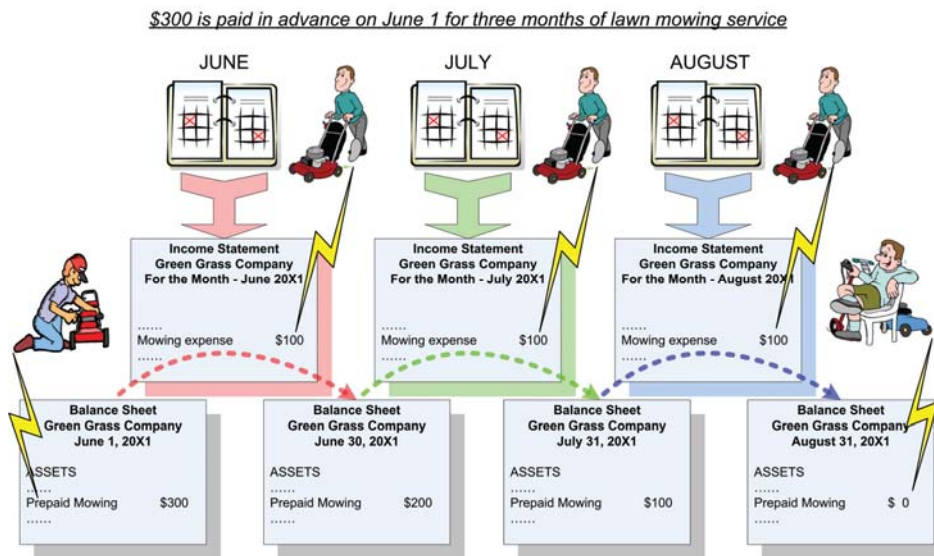 $300 is paid in advance on June 1 for three months of lawn mowing service
JUNE
JULY
AUGUST
Income Statement
Green Grass Company
For the Month - June 20X1
......
Mowing expense $100
......
Income Statement
Green Grass Company
For the Month - July 20X1
......
Mowing expense $100
......
Income Statement
Green Grass Company
For the Month - August 20X1
......
Mowing expense $100
......
Balance Sheet
Green Grass Company
June 1, 20X1
ASSETS
......
Prepaid Mowing $300
......
Balance Sheet
Green Grass Company
June 30, 20X1
ASSETS
......
Prepaid Mowing $200
......
Balance Sheet
Green Grass Company
July 31, 20X1
ASSETS
......
Prepaid Mowing $100
......
Balance Sheet
Green Grass Company
August 31, 20X1
ASSETS
......
Prepaid Mowing $ 0
......